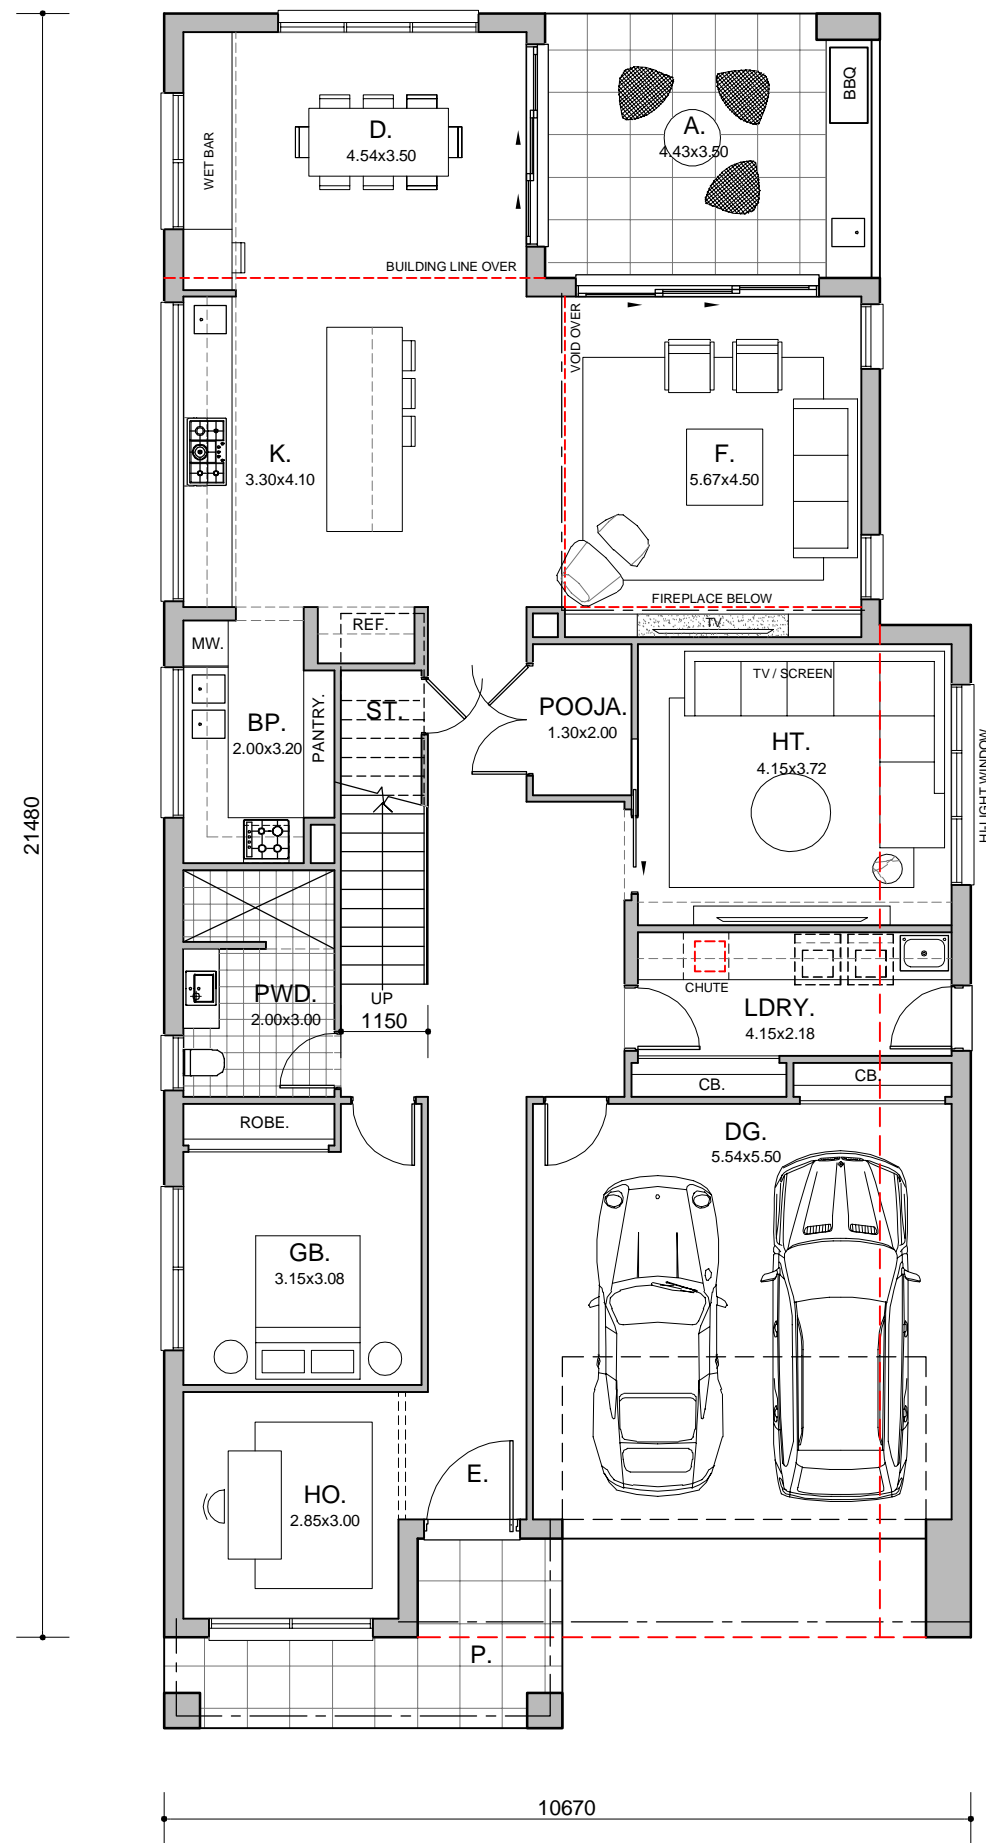 D.
4.54x3.50
WET BAR
A.
4.43x3.50
BBQ
BUILDING LINE OVER
VOID OVER
K.
3.30x4.10
F.
5.67x4.50
FIREPLACE BELOW
TV
REF.
MW.
ST.
BP.
2.00x3.20
PANTRY.
POOJA.
1.30x2.00
TV / SCREEN
HT.
4.15x3.72
HI-LIGHT WINDOW
21480
PWD.
2.00x3.00
UP
1150
CHUTE
LDRY.
4.15x2.18
CB.
CB.
ROBE.
DG.
5.54x5.50
GB.
3.15x3.08
E.
HO.
2.85x3.00
P.
10670